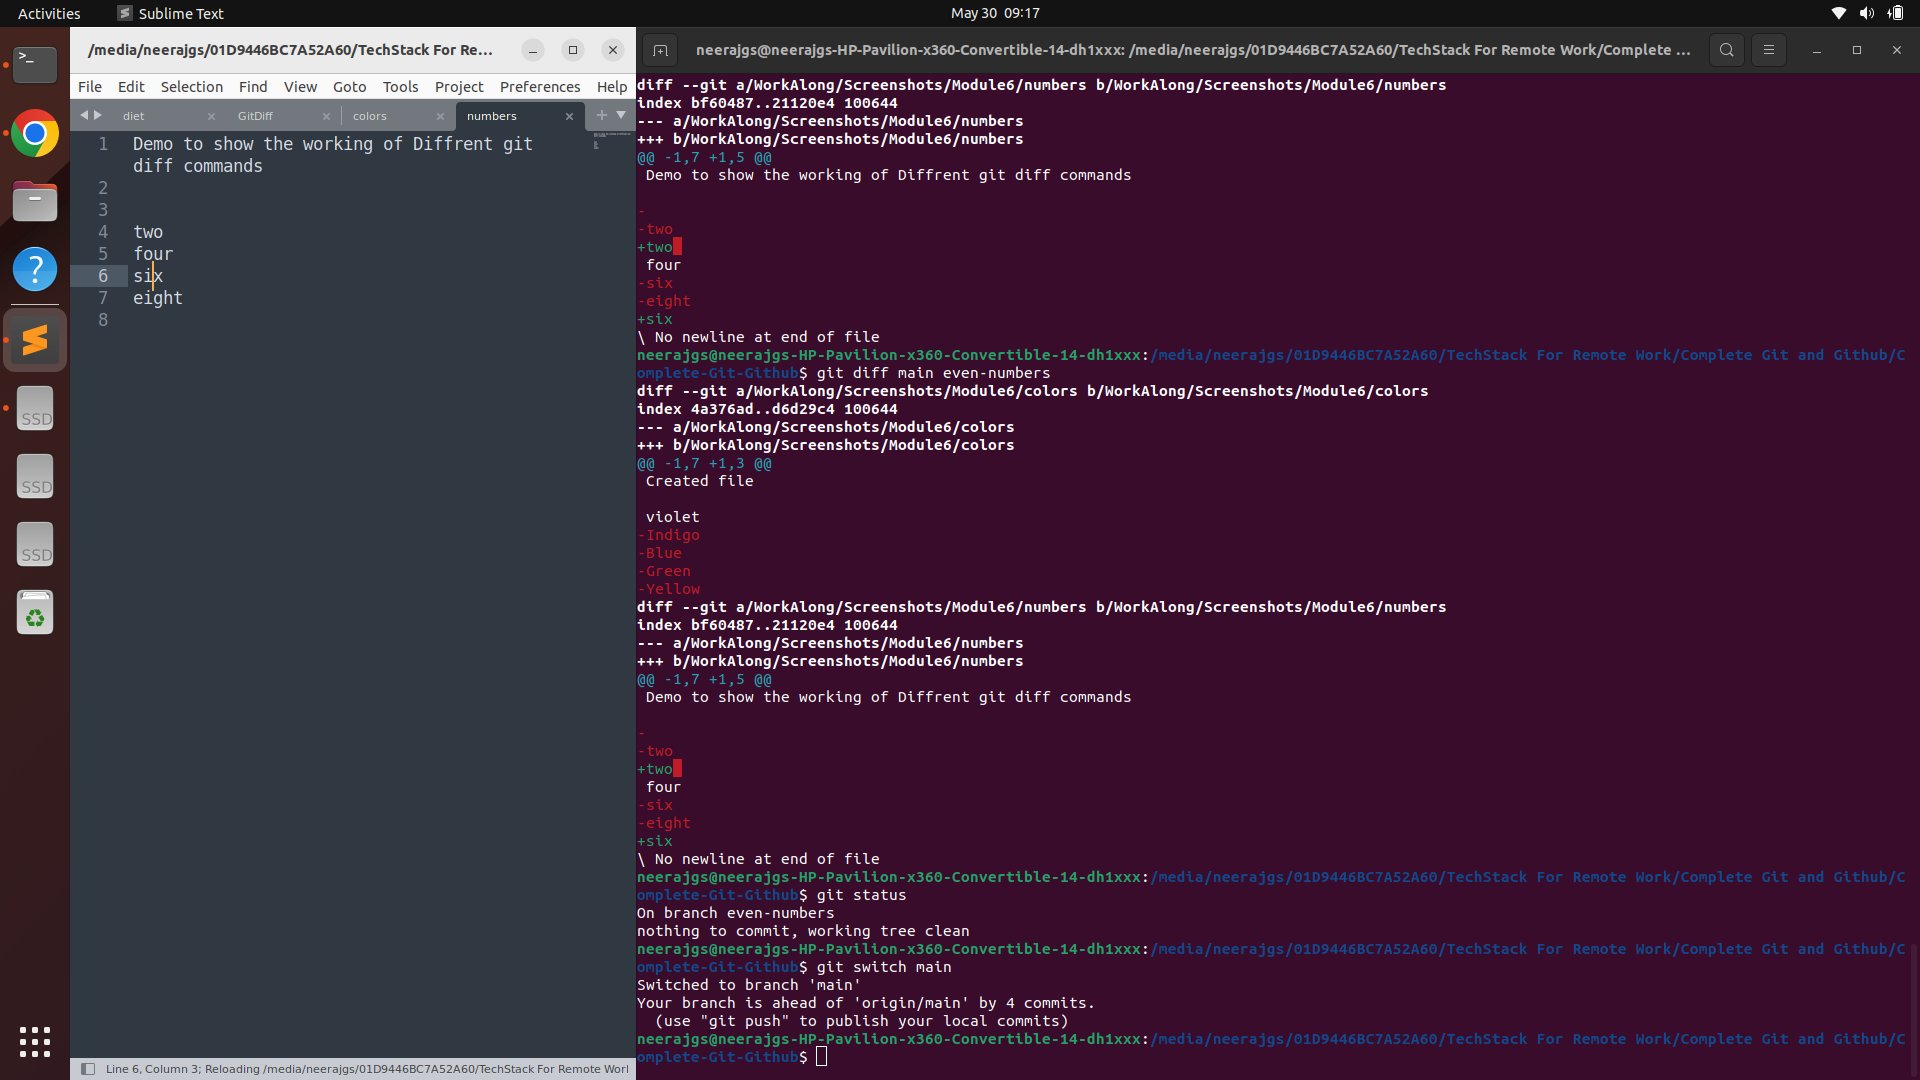 Activities
Sublime Text
May 30 09:17
/media/neerajgs/01D9446BC7A52A60/TechStack For Re...
File Edit Selection Find View Goto Tools Project Preferences Help
diet
GitDiff
colors
numbers
1 Demo to show the working of Diffrent git
diff commands
2
3
4 two
5 four
6 six
7 eight
8
Line 6, Column 3; Reloading /media/neerajgs/01D9446BC7A52A60/TechStack For Remote Worl
SSD
SSD
SSD
neerajgs@neerajgs-HP-Pavilion-x360-Convertible-14-dh1xxx: /media/neerajgs/01D9446BC7A52A60/TechStack For Remote Work/Complete ...
diff --git a/WorkAlong/Screenshots/Module6/numbers b/WorkAlong/Screenshots/Module6/numbers
index bf60487..21120e4 100644
--- a/WorkAlong/Screenshots/Module6/numbers
+++ b/WorkAlong/Screenshots/Module6/numbers
@@ -1,7 +1,5 @@
Demo to show the working of Diffrent git diff commands
-
-two
+two
four
-six
-eight
+six
\ No newline at end of file
neerajgs@neerajgs-HP-Pavilion-x360-Convertible-14-dh1xxx:/media/neerajgs/01D9446BC7A52A60/TechStack For Remote Work/Complete Git and Github/C
omplete-Git-Github$ git diff main even-numbers
diff --git a/WorkAlong/Screenshots/Module6/colors b/WorkAlong/Screenshots/Module6/colors
index 4a376ad..d6d29c4 100644
--- a/WorkAlong/Screenshots/Module6/colors
+++ b/WorkAlong/Screenshots/Module6/colors
@@ -1,7 +1,3 @@
Created file
violet
-Indigo
-Blue
-Green
-Yellow
diff --git a/WorkAlong/Screenshots/Module6/numbers b/WorkAlong/Screenshots/Module6/numbers
index bf60487..21120e4 100644
--- a/WorkAlong/Screenshots/Module6/numbers
+++ b/WorkAlong/Screenshots/Module6/numbers
@@ -1,7 +1,5 @@
Demo to show the working of Diffrent git diff commands
-
-two
+two
four
-six
-eight
+six
\ No newline at end of file
neerajgs@neerajgs-HP-Pavilion-x360-Convertible-14-dh1xxx:/media/neerajgs/01D9446BC7A52A60/TechStack For Remote Work/Complete Git and Github/C
omplete-Git-Github$ git status
On branch even-numbers
nothing to commit, working tree clean
neerajgs@neerajgs-HP-Pavilion-x360-Convertible-14-dh1xxx:/media/neerajgs/01D9446BC7A52A60/TechStack For Remote Work/Complete Git and Github/C
omplete-Git-Github$ git switch main
Switched to branch 'main'
Your branch is ahead of 'origin/main' by 4 commits.
(use "git push" to publish your local commits)
neerajgs@neerajgs-HP-Pavilion-x360-Convertible-14-dh1xxx:/media/neerajgs/01D9446BC7A52A60/TechStack For Remote Work/Complete Git and Github/C
omplete-Git-Github$